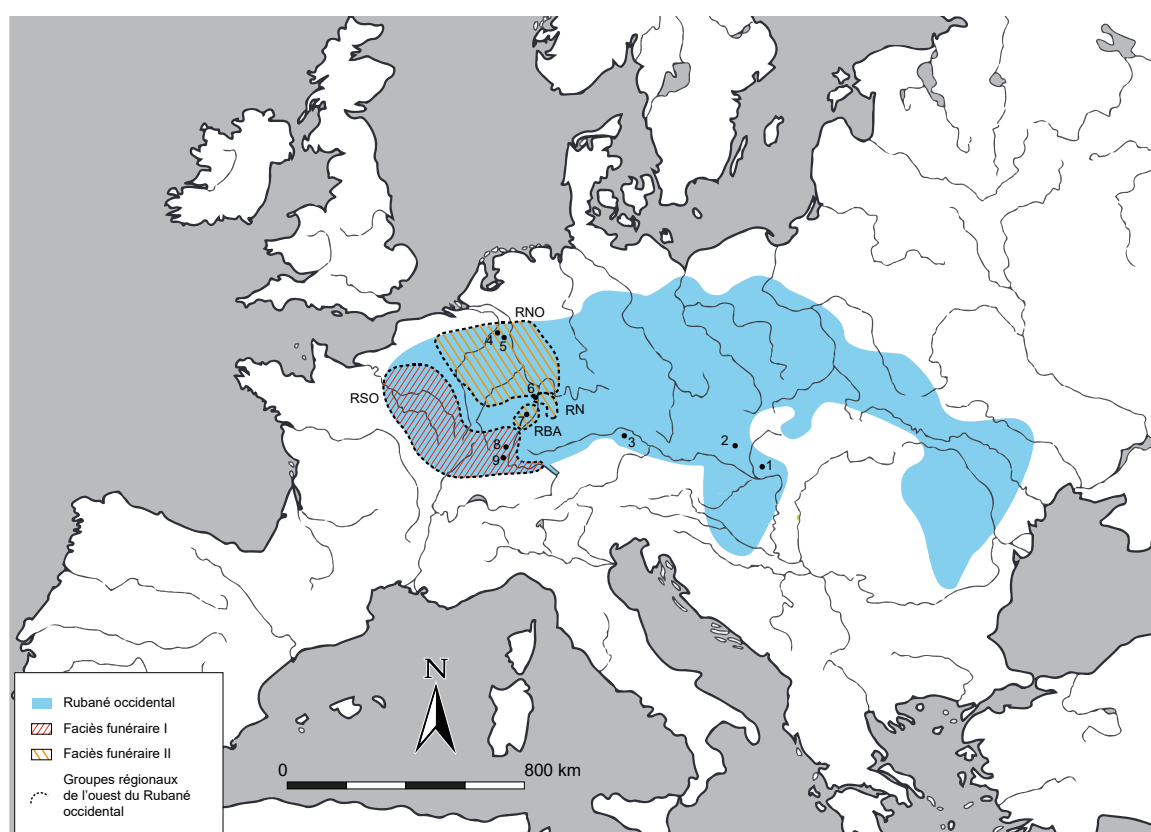 RNO
4
5
RSO
6
7
RN
RBA
8
9
3
2
1
N
0
800 km
Rubané occidental
Faciès funéraire I
Faciès funéraire II
Groupes régionaux
de l'ouest du Rubané
occidental